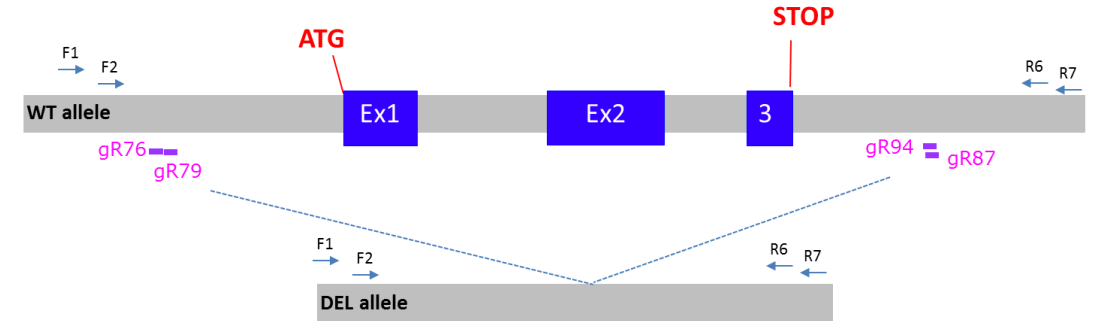 ATG
STOP
F1
F2
R6
R7
WT allele
Ex1
Ex2
3
gR76
gR79
gR94
gR87
F1
F2
R6
R7
DEL allele